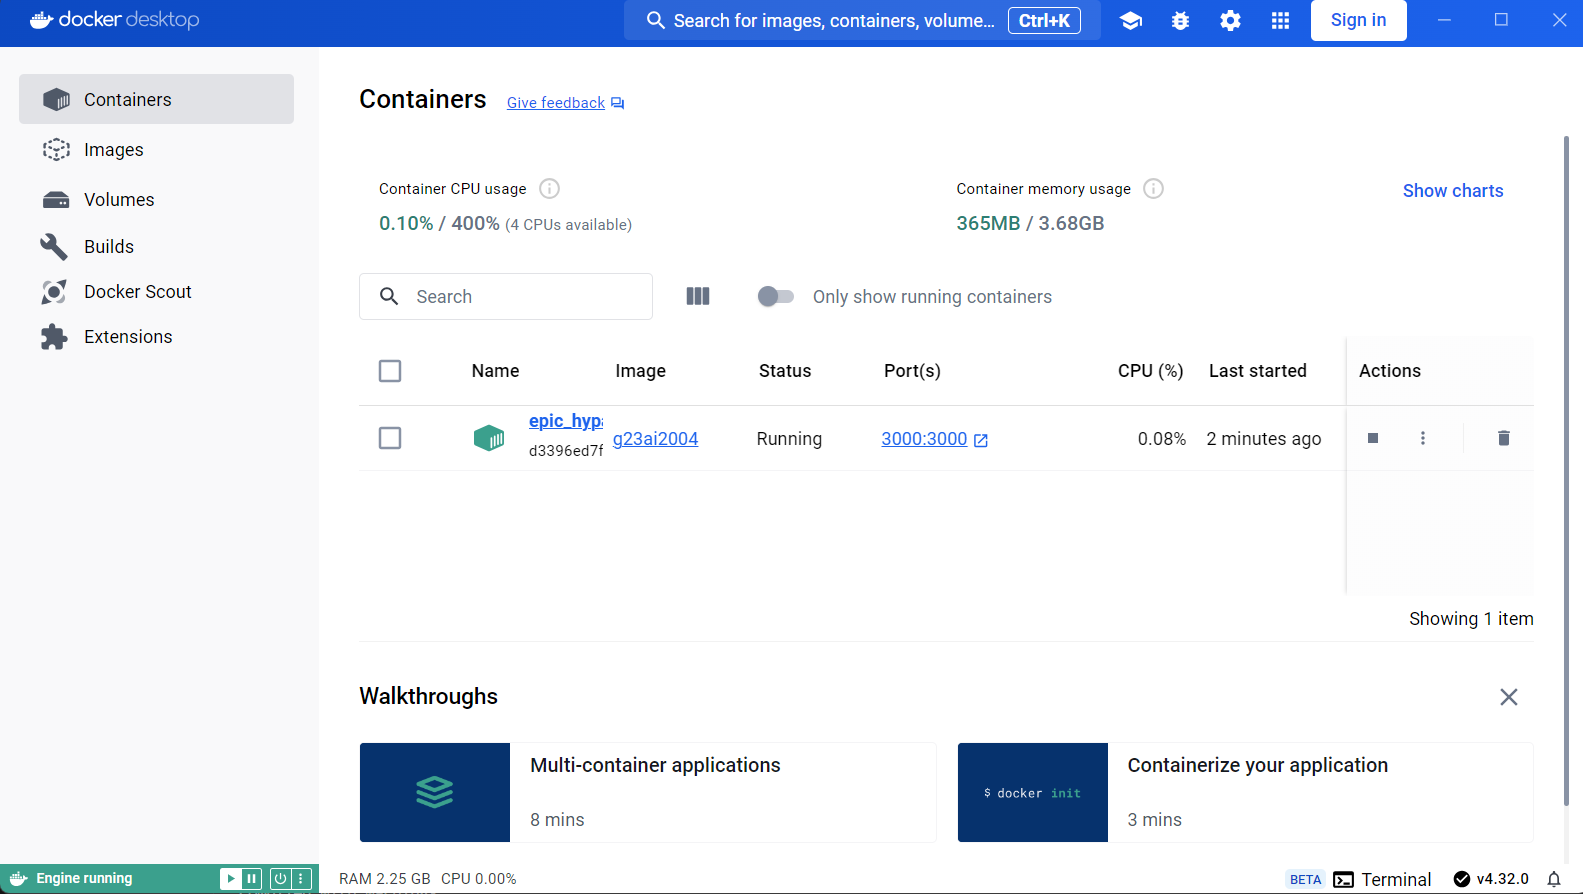 docker desktop
Search for images, containers, volume... Ctrl+K
Sign in
Containers
Images
Volumes
Builds
Docker Scout
Extensions
Containers Give feedback
Container CPU usage
0.10% / 400% (4 CPUs available)
Container memory usage
365MB / 3.68GB
Show charts
Search
Only show running containers
Name Image Status Port(s) CPU (%) Last started Actions
epic_hypa
d3396ed7f
g23ai2004 Running 3000:3000 0.08% 2 minutes ago
Showing 1 item
Walkthroughs
Multi-container applications
8 mins
$ docker init
Containerize your application
3 mins
Engine running
RAM 2.25 GB CPU 0.00%
BETA Terminal v4.32.0